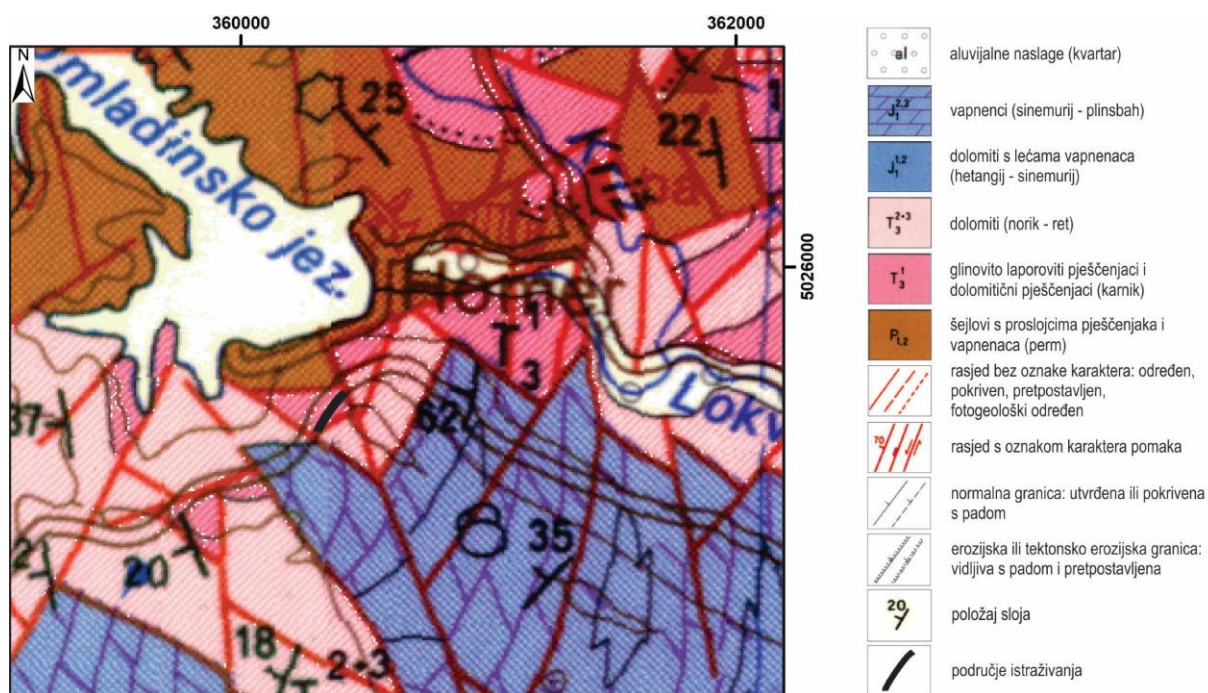 360000
362000
N
omladinsko jez.
25
22
Križ
5026000
Homer
T 1 3
Lokv
37
62
35
20
2
18
2+3
T
al
aluvijalne naslage (kvartar)
J 2,3 1
vapnenci (sinemurij - plinsbah)
J 1,2 1
dolomiti s lećama vapnenaca
(hetangij - sinemurij)
T 2+3 3
dolomiti (norik - ret)
T 1 3
glinovito laporoviti pješčenjaci i
dolomitični pješčenjaci (karnik)
P 1,2
šejlovi s proslojcima pješčenjaka i
vapnenaca (perm)
rasjed bez oznake karaktera: određen,
pokriven, pretpostavljen,
fotogeološki određen
70
rasjed s oznakom karaktera pomaka
normalna granica: utvrđena ili pokrivena
s padom
erozijska ili tektonsko erozijska granica:
vidljiva s padom i pretpostavljena
20
položaj sloja
područje istraživanja